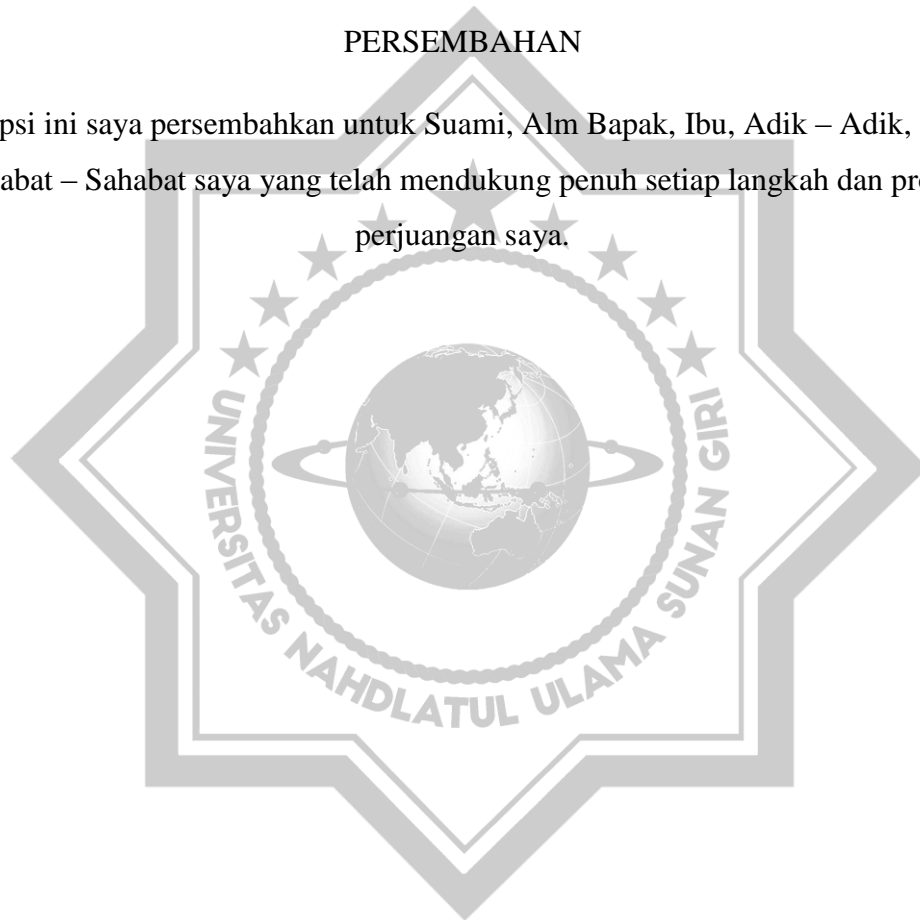 PERSEMBAHAN
psi ini saya persembahkan untuk Suami, Alm Bapak, Ibu, Adik – Adik,
abat – Sahabat saya yang telah mendukung penuh setiap langkah dan pr
perjuangan saya.
UNIVERSITAS NAHDLATUL ULAMA SUNAN GIRI